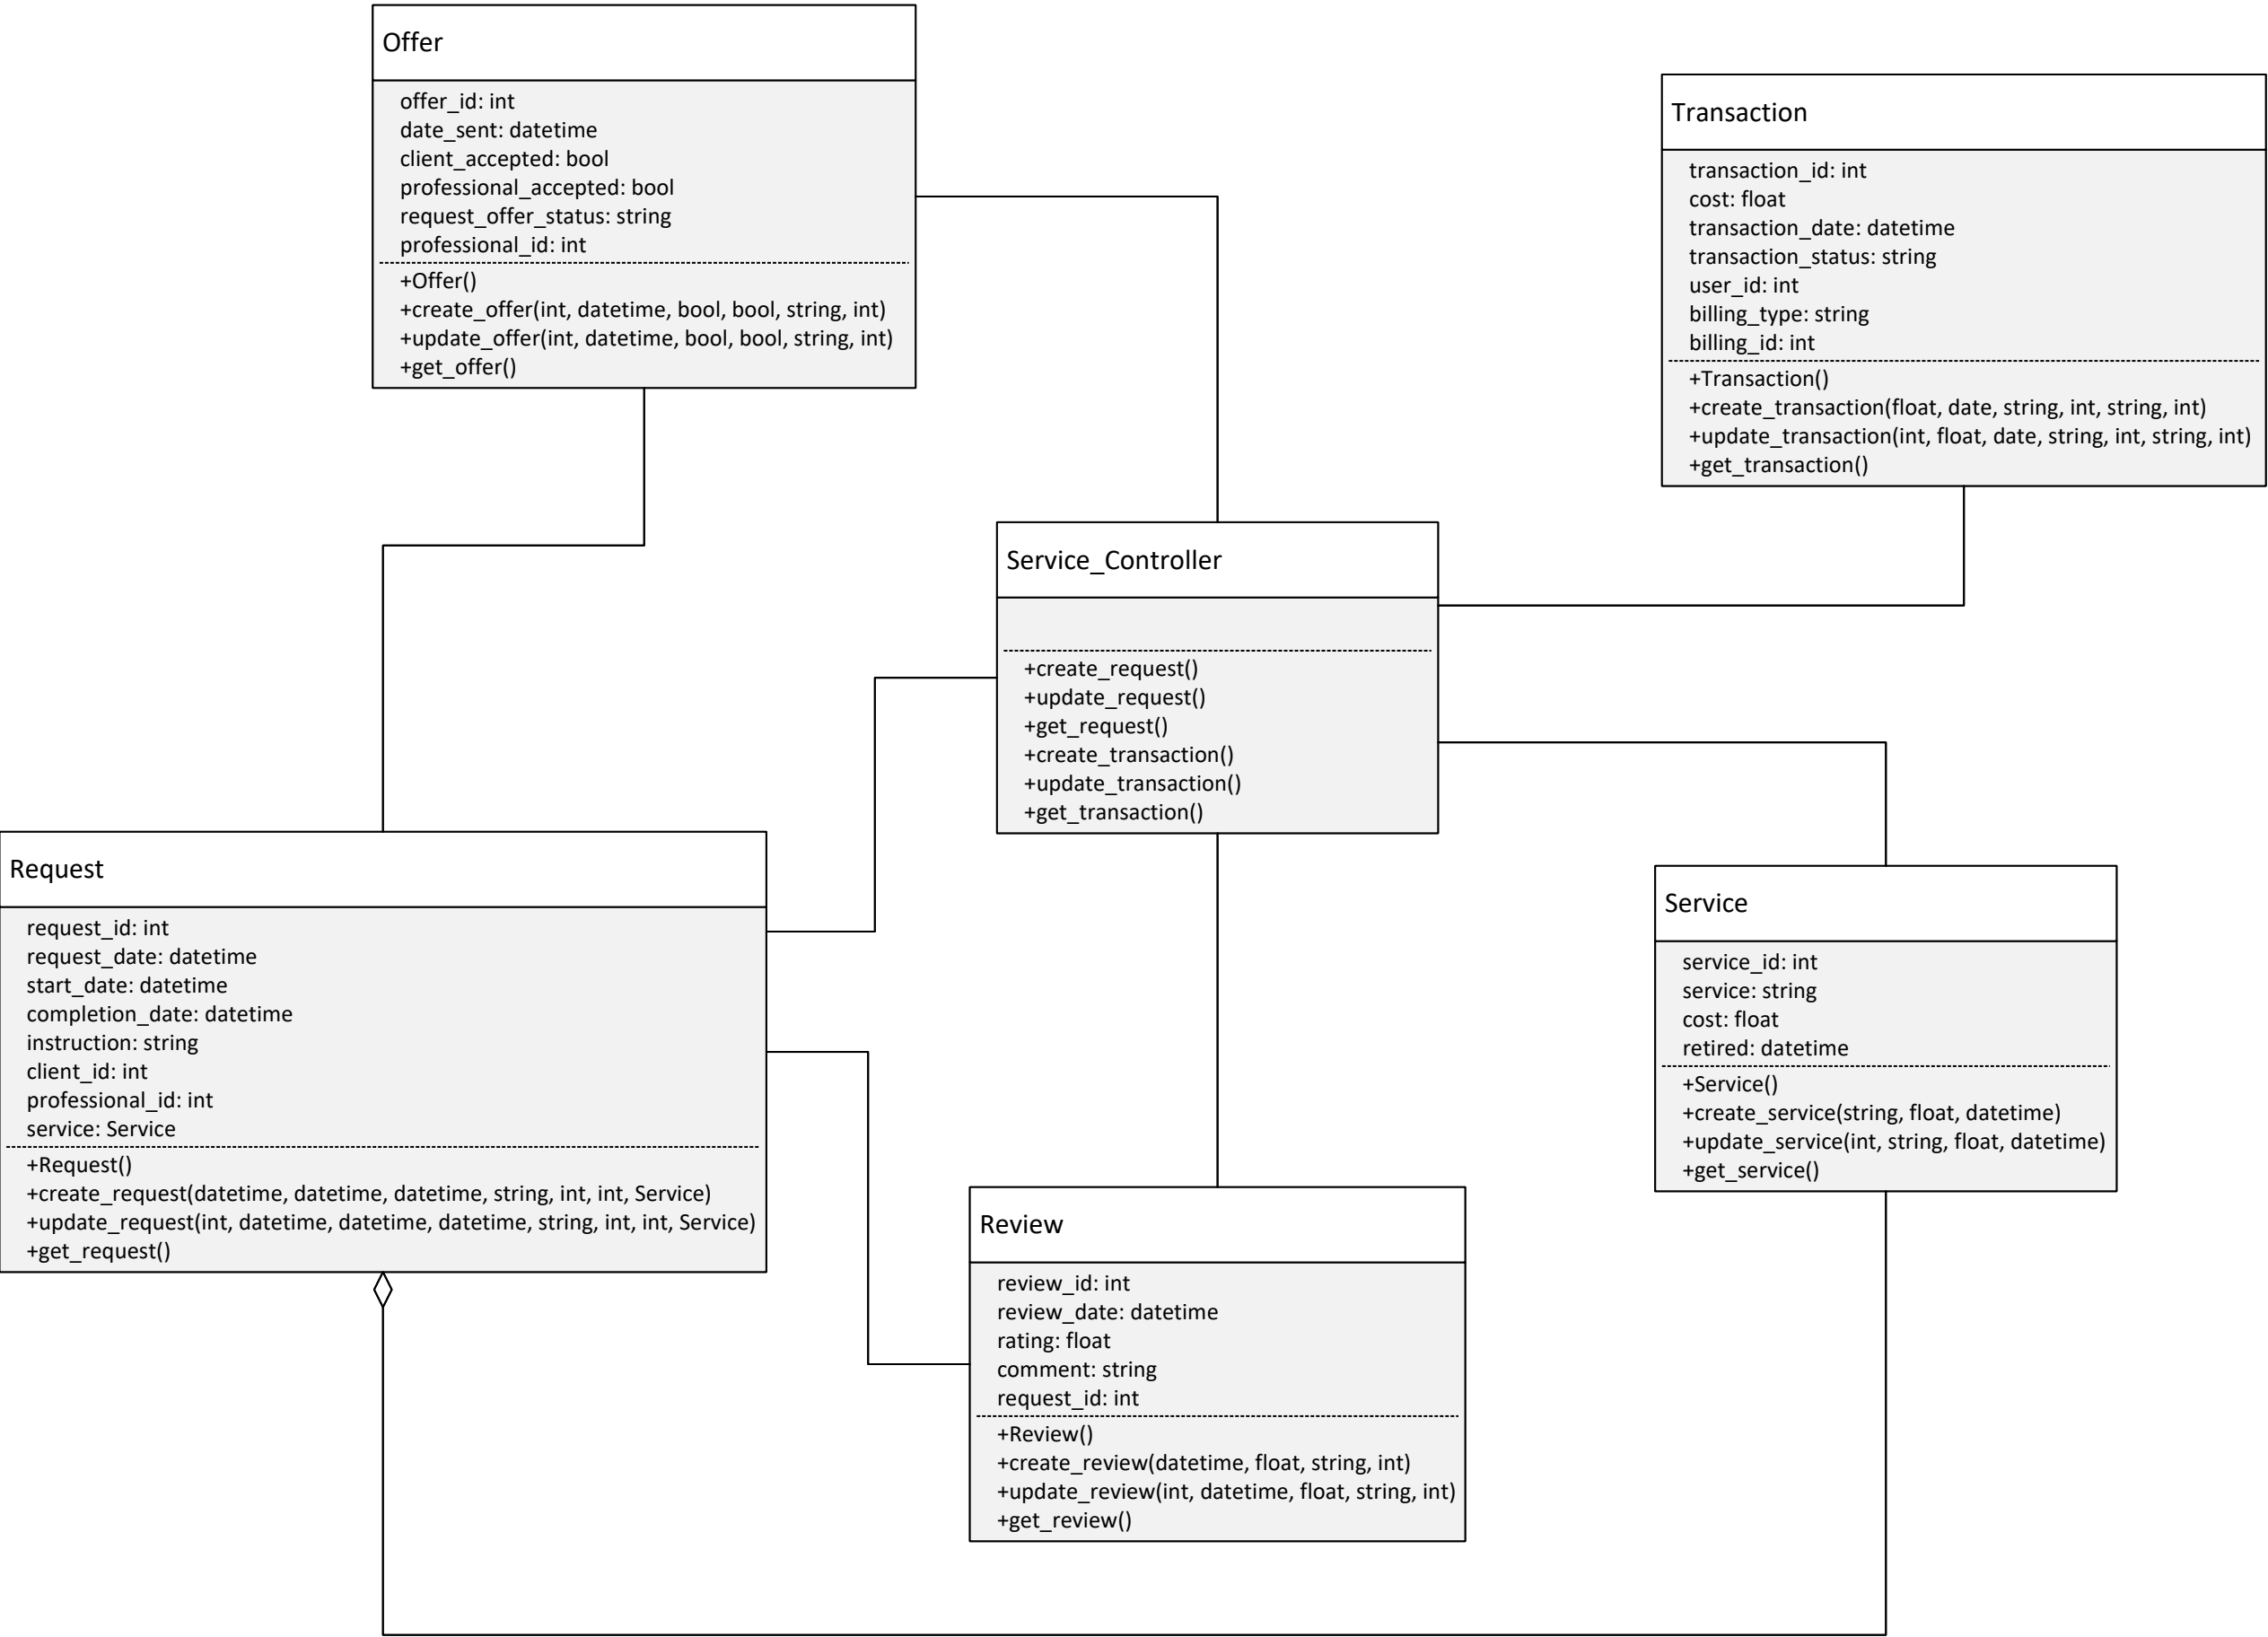 Offer
offer_id: int
date_sent: datetime
client_accepted: bool
professional_accepted: bool
request_offer_status: string
professional_id: int
+Offer()
+create_offer(int, datetime, bool, bool, string, int)
+update_offer(int, datetime, bool, bool, string, int)
+get_offer()
Transaction
transaction_id: int
cost: float
transaction_date: datetime
transaction_status: string
user_id: int
billing_type: string
billing_id: int
+Transaction()
+create_transaction(float, date, string, int, string, int)
+update_transaction(int, float, date, string, int, string, int)
+get_transaction()
Service_Controller
+create_request()
+update_request()
+get_request()
+create_transaction()
+update_transaction()
+get_transaction()
Request
request_id: int
request_date: datetime
start_date: datetime
completion_date: datetime
instruction: string
client_id: int
professional_id: int
service: Service
+Request()
+create_request(datetime, datetime, datetime, string, int, int, Service)
+update_request(int, datetime, datetime, datetime, string, int, int, Service)
+get_request()
Service
service_id: int
service: string
cost: float
retired: datetime
+Service()
+create_service(string, float, datetime)
+update_service(int, string, float, datetime)
+get_service()
Review
review_id: int
review_date: datetime
rating: float
comment: string
request_id: int
+Review()
+create_review(datetime, float, string, int)
+update_review(int, datetime, float, string, int)
+get_review()